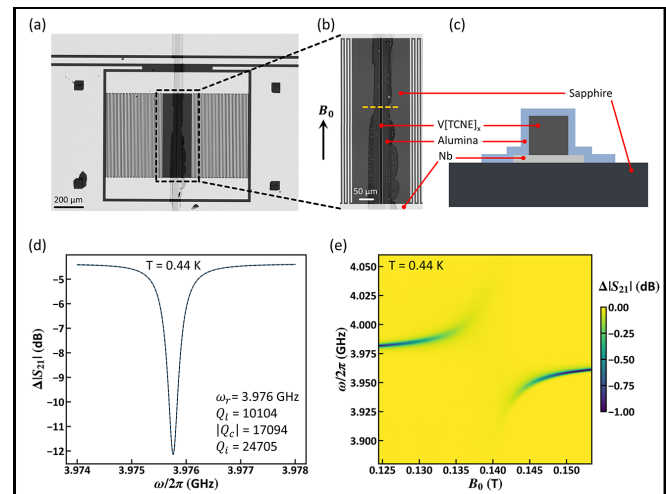 (a)
200 μm
(b)
B₀
50 μm
(c)
Sapphire
V[TCNE]ₓ
Alumina
Nb
(d)
T = 0.44 K
Δ|S₂₁| (dB)
−5
−6
−7
−8
−9
−10
−11
−12
ωᵣ = 3.976 GHz
Qₗ = 10104
|Q_c| = 17094
Qᵢ = 24705
3.974 3.975 3.976 3.977 3.978
ω/2π (GHz)
(e)
T = 0.44 K
ω/2π (GHz)
4.050
4.025
4.000
3.975
3.950
3.925
3.900
0.125 0.130 0.135 0.140 0.145 0.150
B₀ (T)
Δ|S₂₁| (dB)
0.00
−0.25
−0.50
−0.75
−1.00